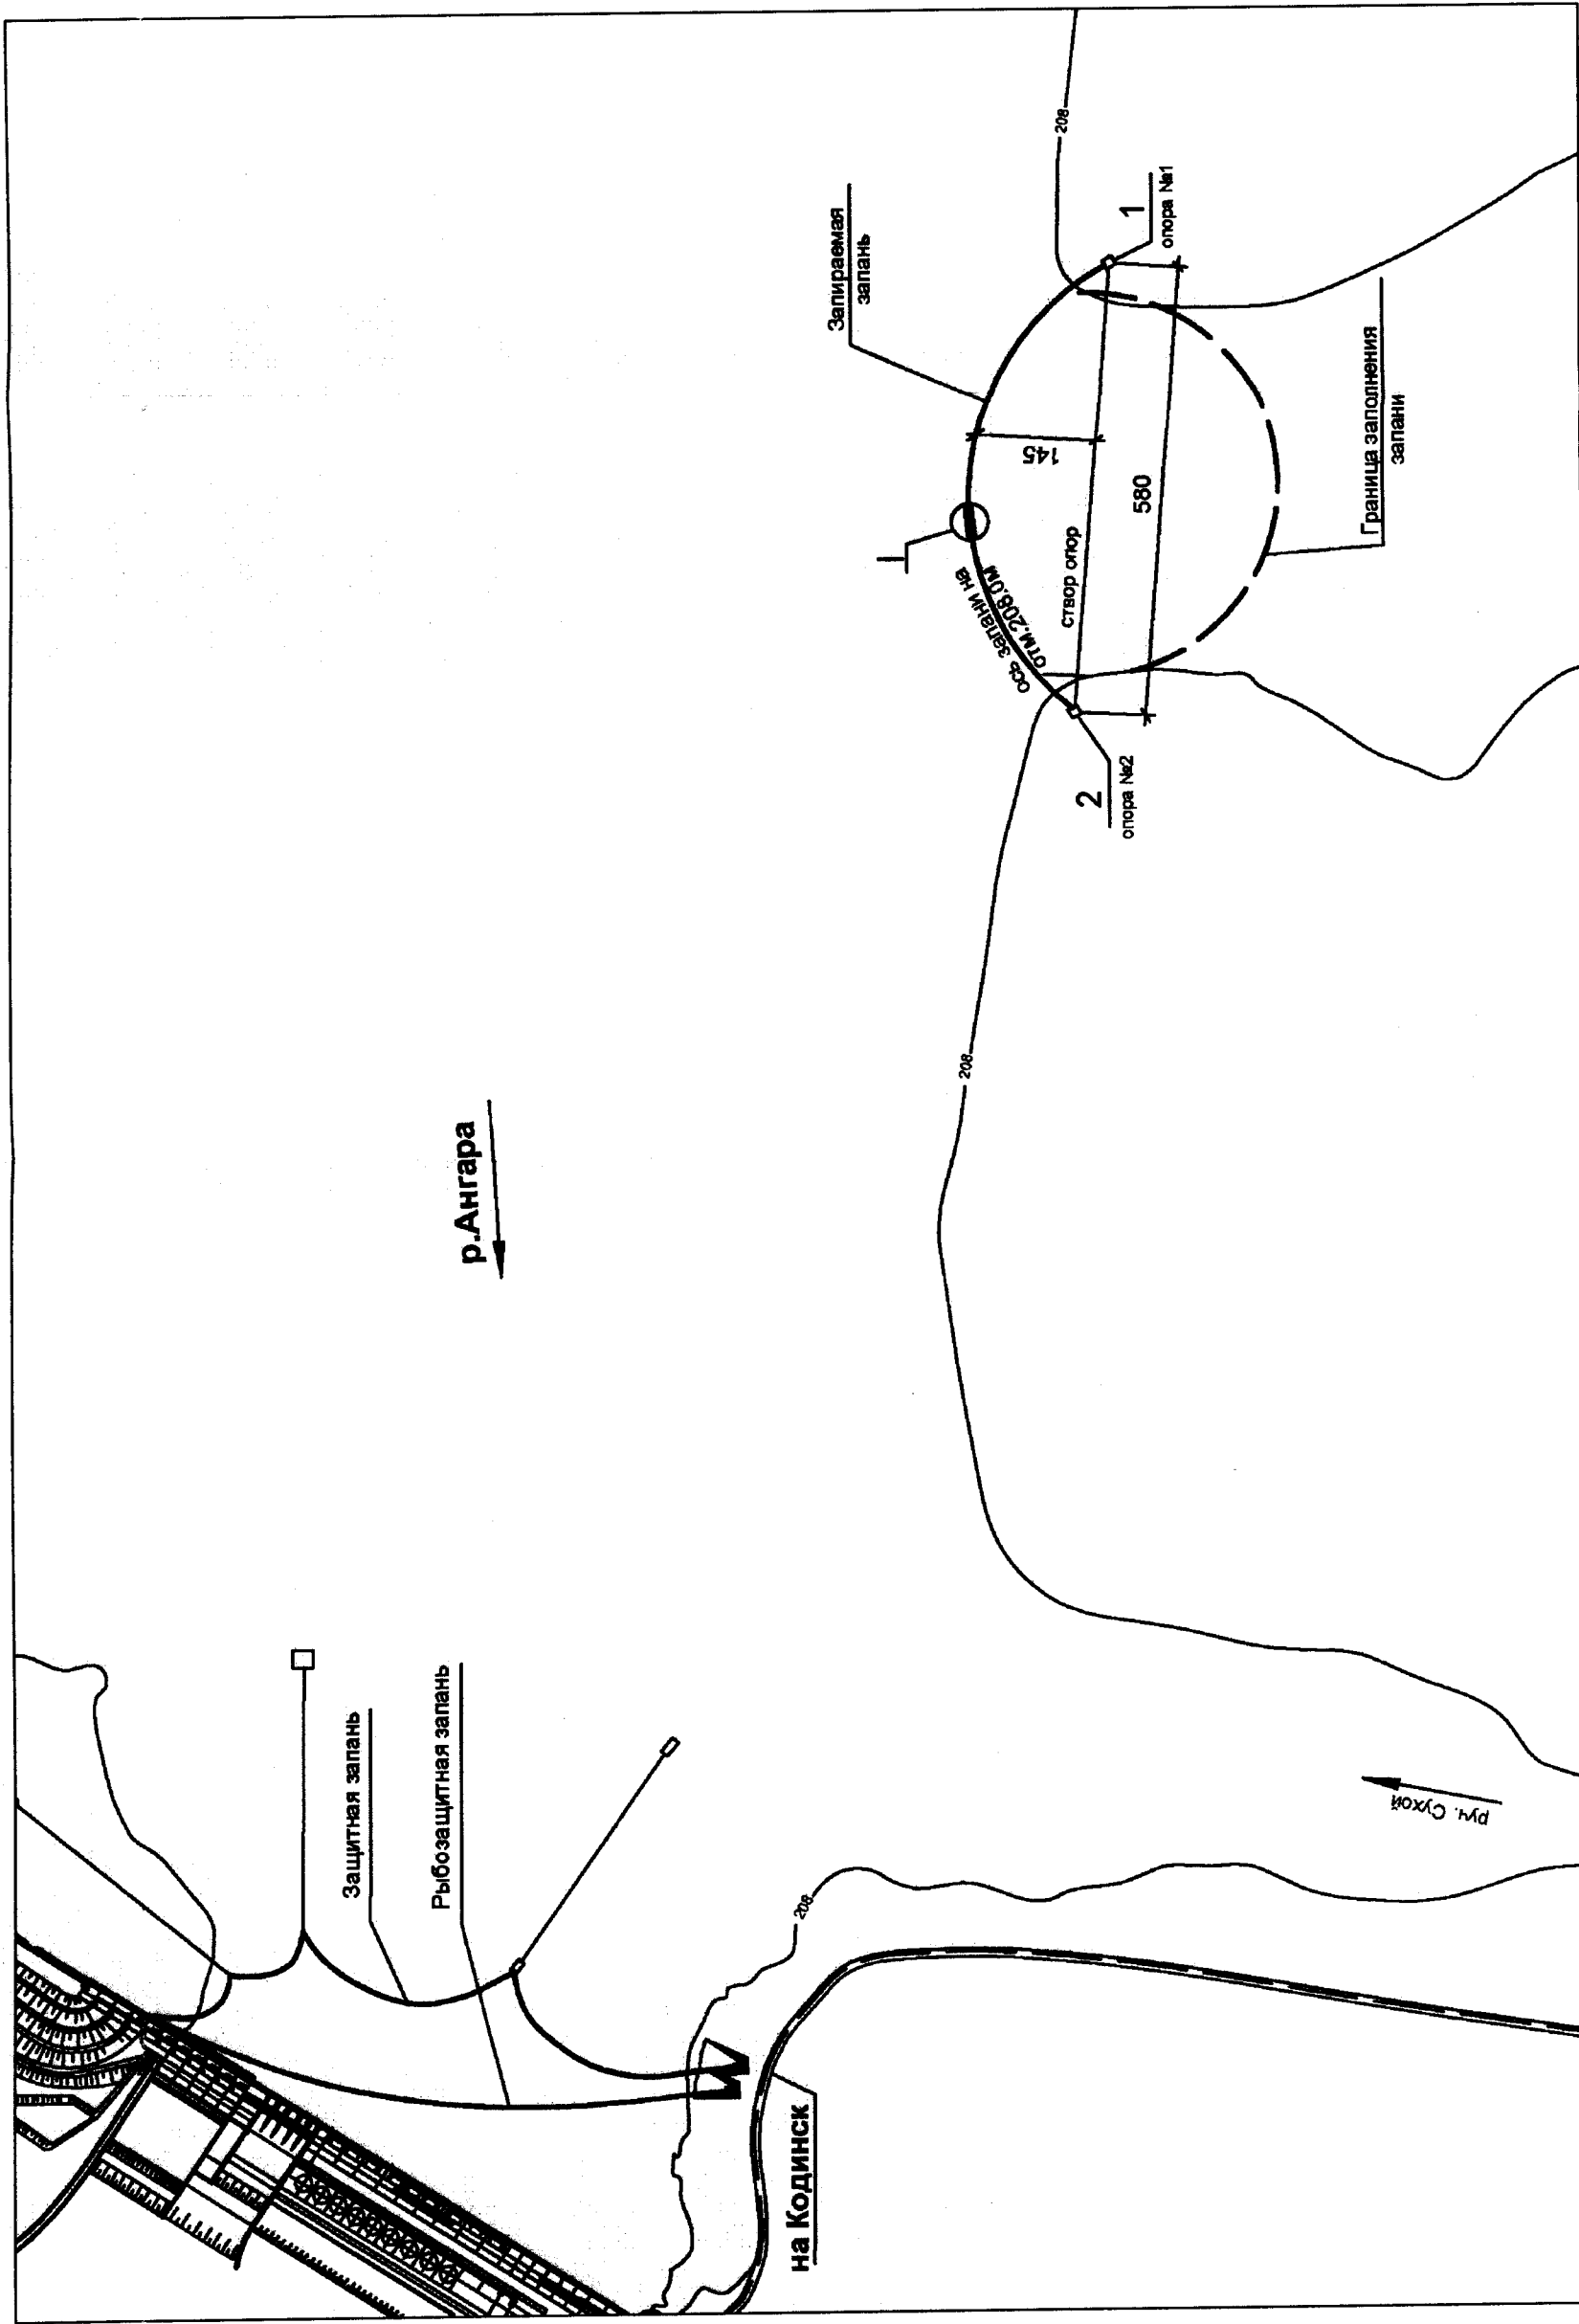 Защитная запань
Рыбозащитная запань
на Кодинск
208
руч. Сухой
р.Ангара
208
2
опора №2
ось запани на
отм.208.0м
I
створ опор
145
580
Запираемая
запань
Граница заполнения
запани
1
опора №1
208